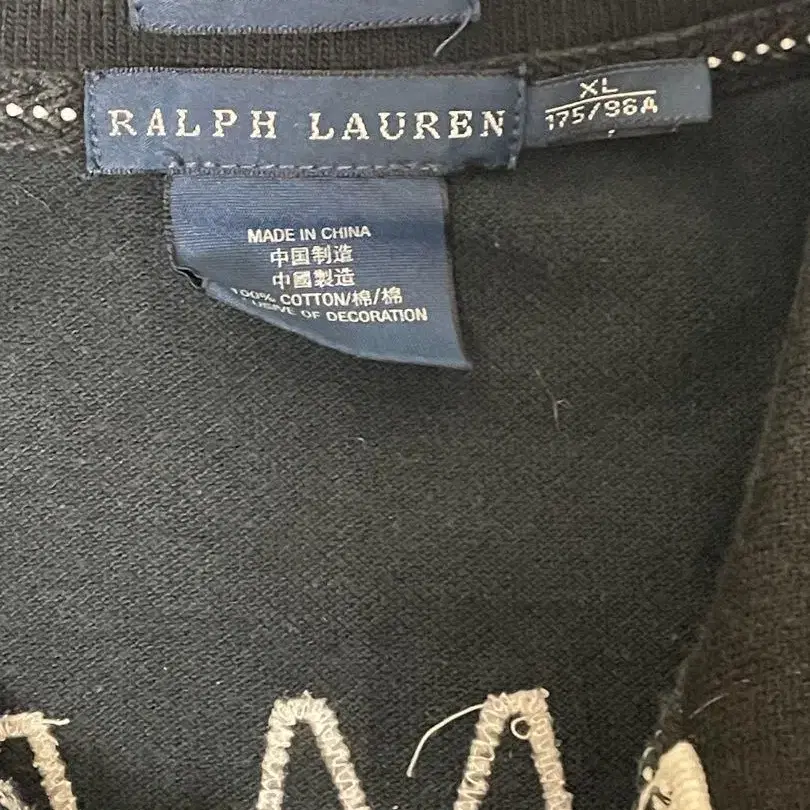 RALPH LAUREN
XL
175/96A
MADE IN CHINA
中国制造
中國製造
100% COTTON/棉/棉
USIVE OF DECORATION